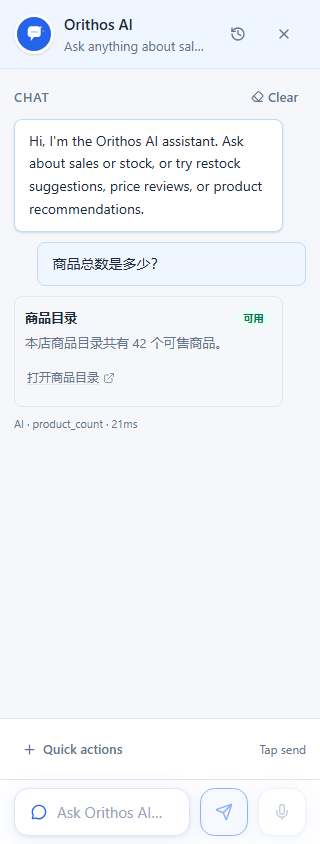 Orithos AI
Ask anything about sal...
CHAT
Clear
Hi, I'm the Orithos AI assistant. Ask
about sales or stock, or try restock
suggestions, price reviews, or product
recommendations.
商品总数是多少?
商品目录
可用
本店商品目录共有 42 个可售商品。
打开商品目录
AI · product_count · 21ms
Quick actions
Tap send
Ask Orithos AI...